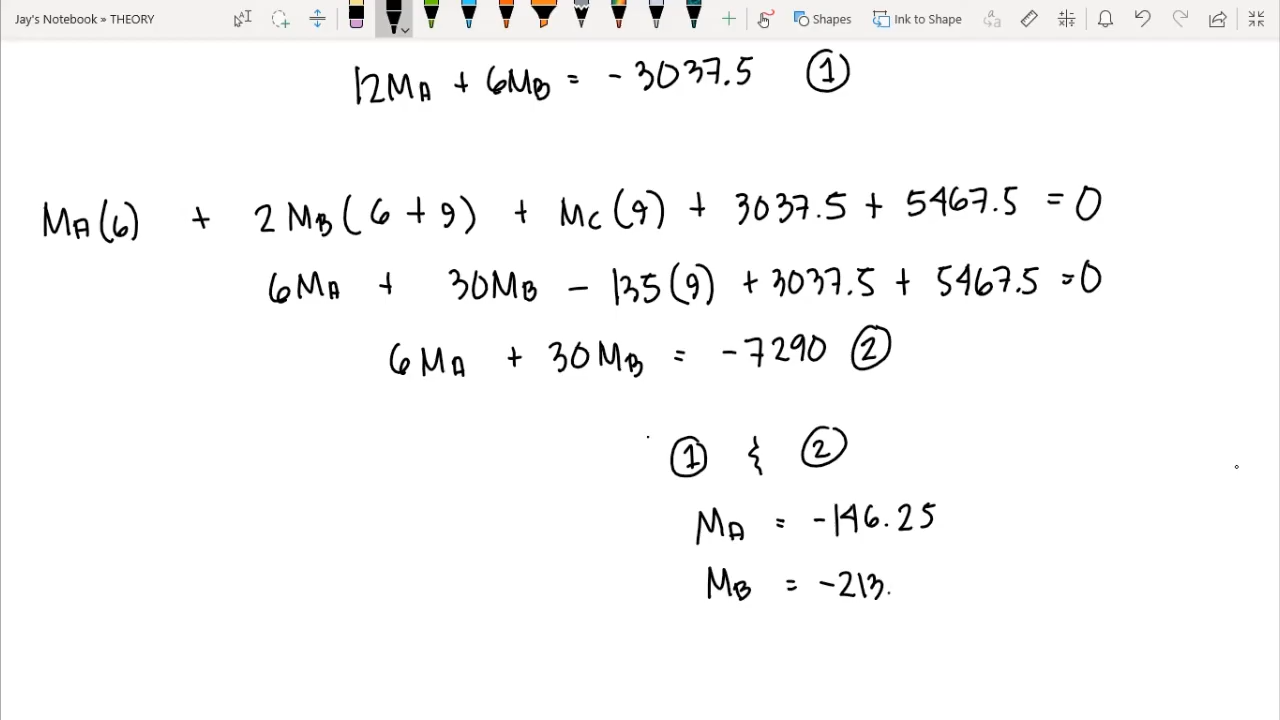 Jay's Notebook » THEORY
Shapes
Ink to Shape
12MA + 6MB = - 3037.5 ①
MA(6) + 2MB(6+9) + MC(9) + 3037.5 + 5467.5 = 0
6MA + 30MB - 135(9) + 3037.5 + 5467.5 = 0
6MA + 30MB = -7290 ②
① & ②
MA = -146.25
MB = -213.